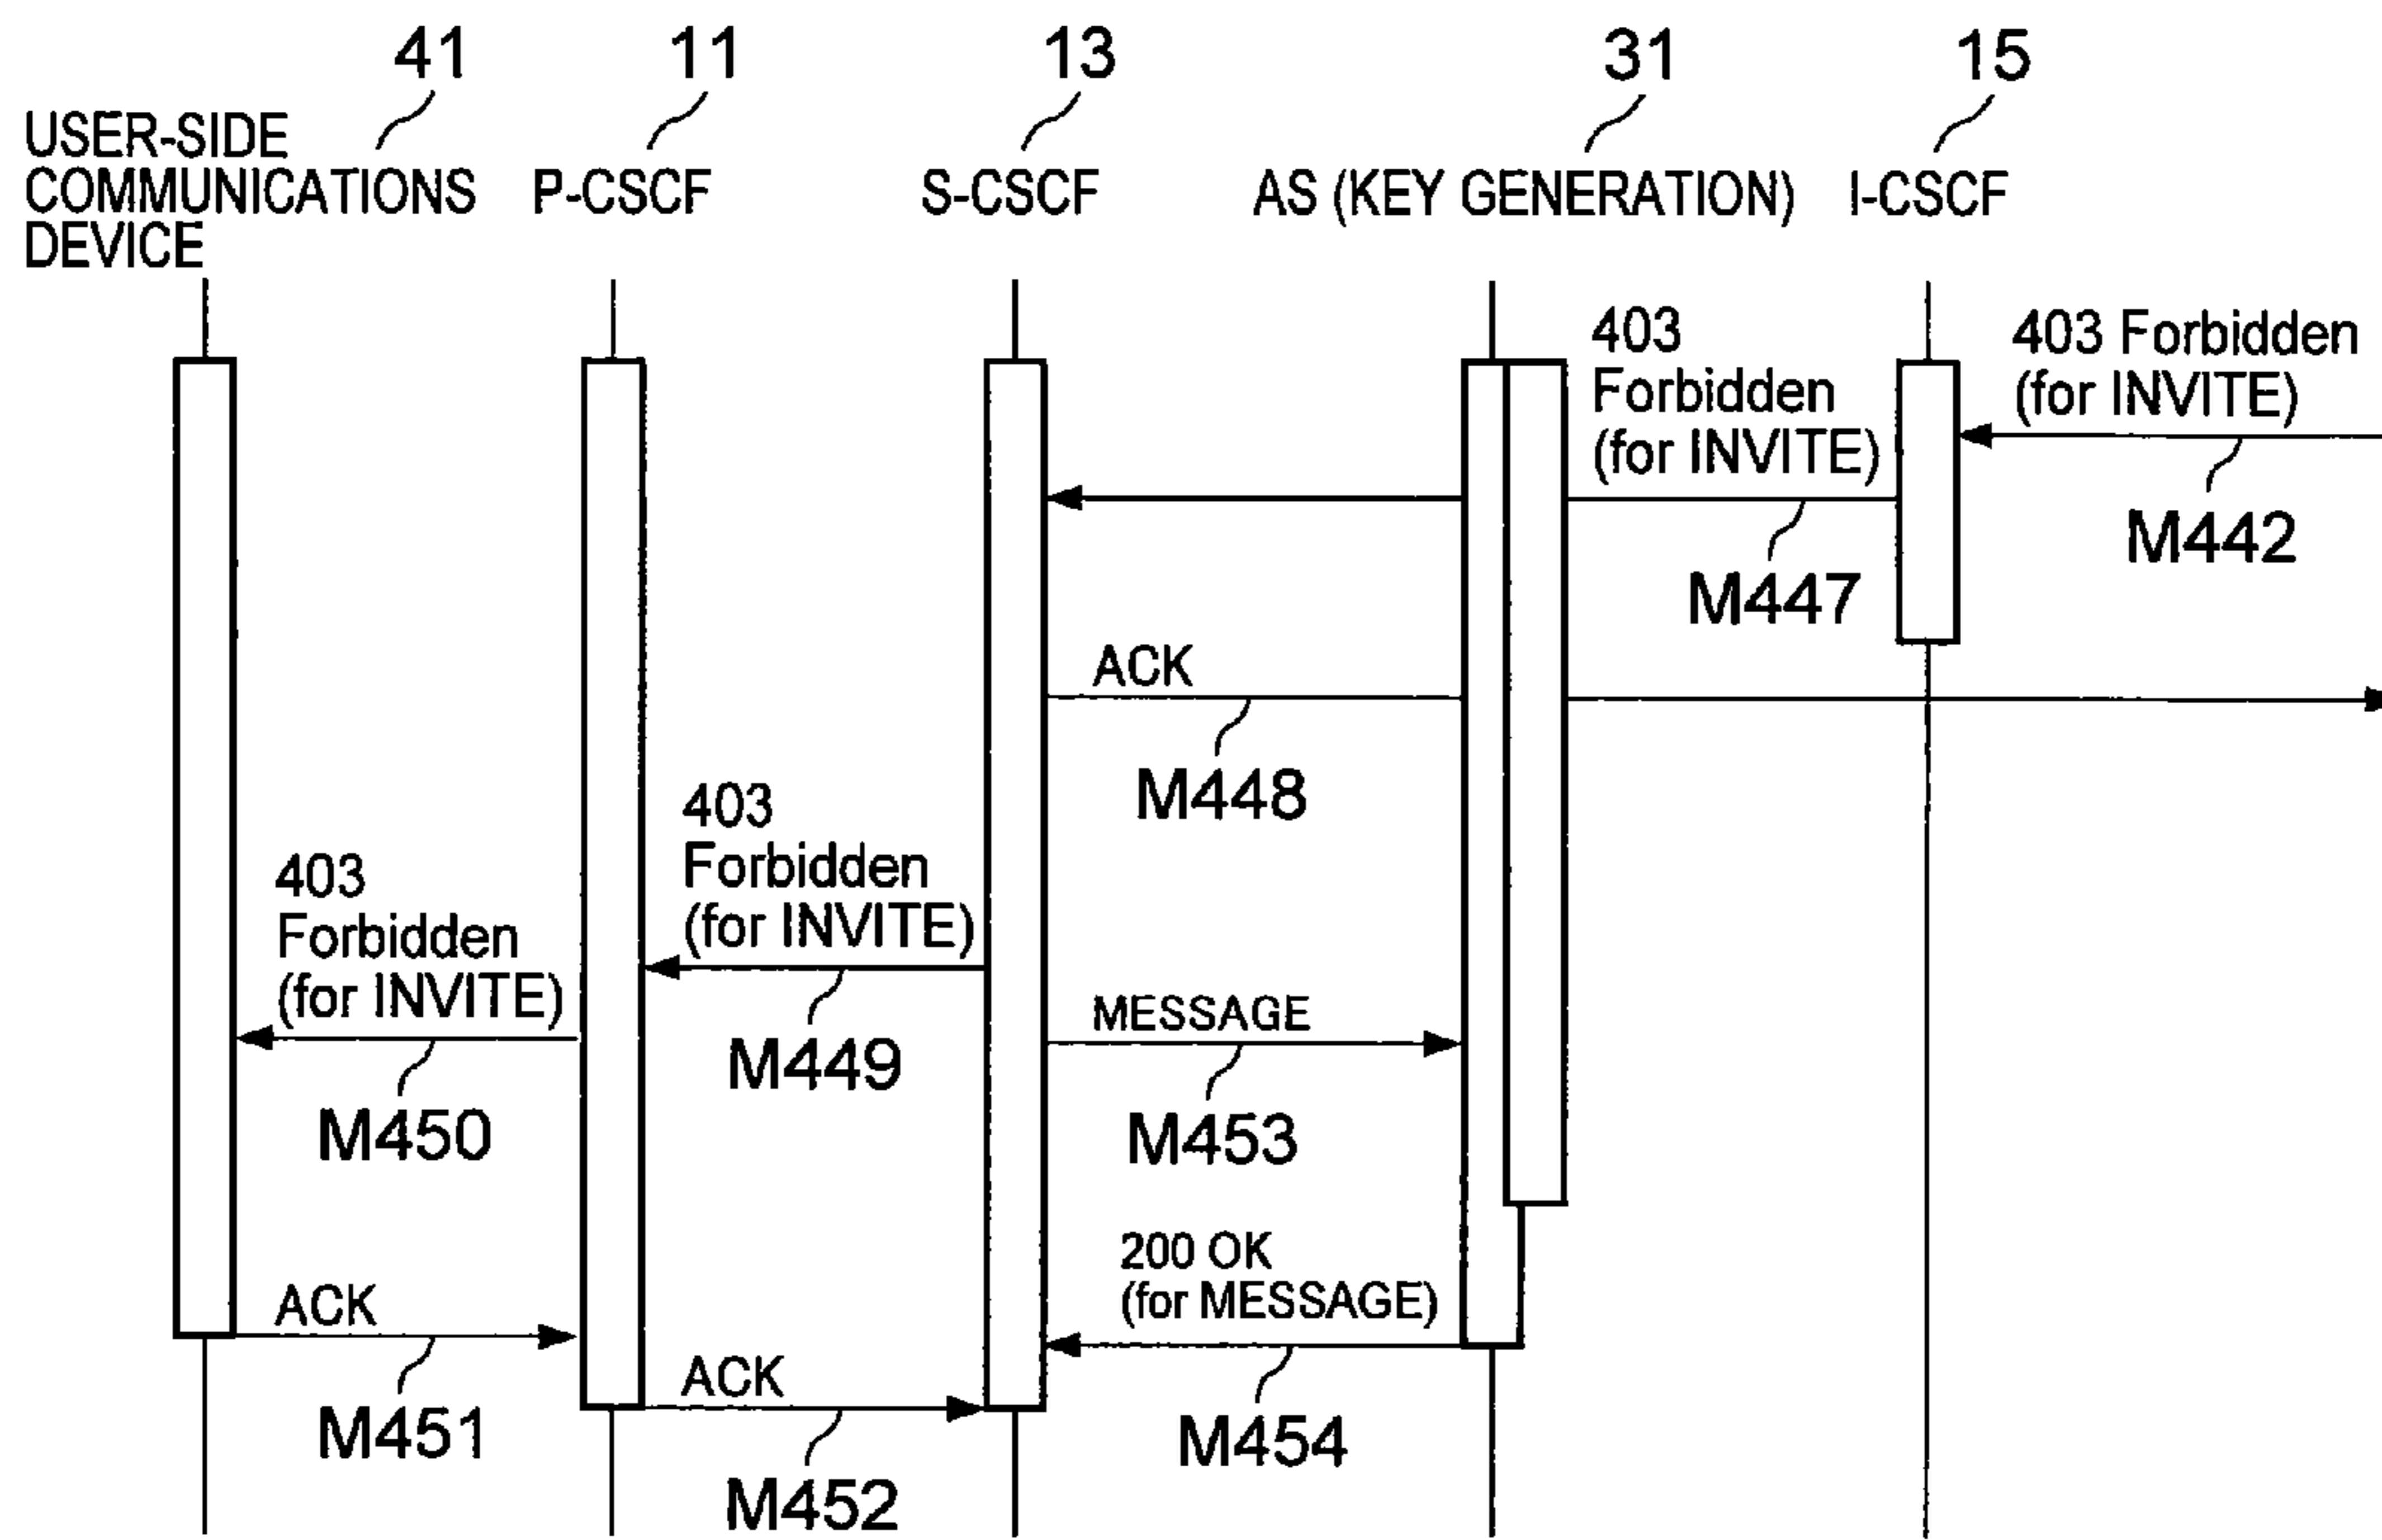 41
11
13
31
15
USER-SIDE
COMMUNICATIONS
DEVICE
P-CSCF
S-CSCF
AS (KEY GENERATION)
I-CSCF
403
Forbidden
(for INVITE)
403 Forbidden
(for INVITE)
M442
M447
ACK
M448
403
Forbidden
(for INVITE)
M449
403
Forbidden
(for INVITE)
M450
MESSAGE
M453
200 OK
(for MESSAGE)
M454
ACK
M451
ACK
M452